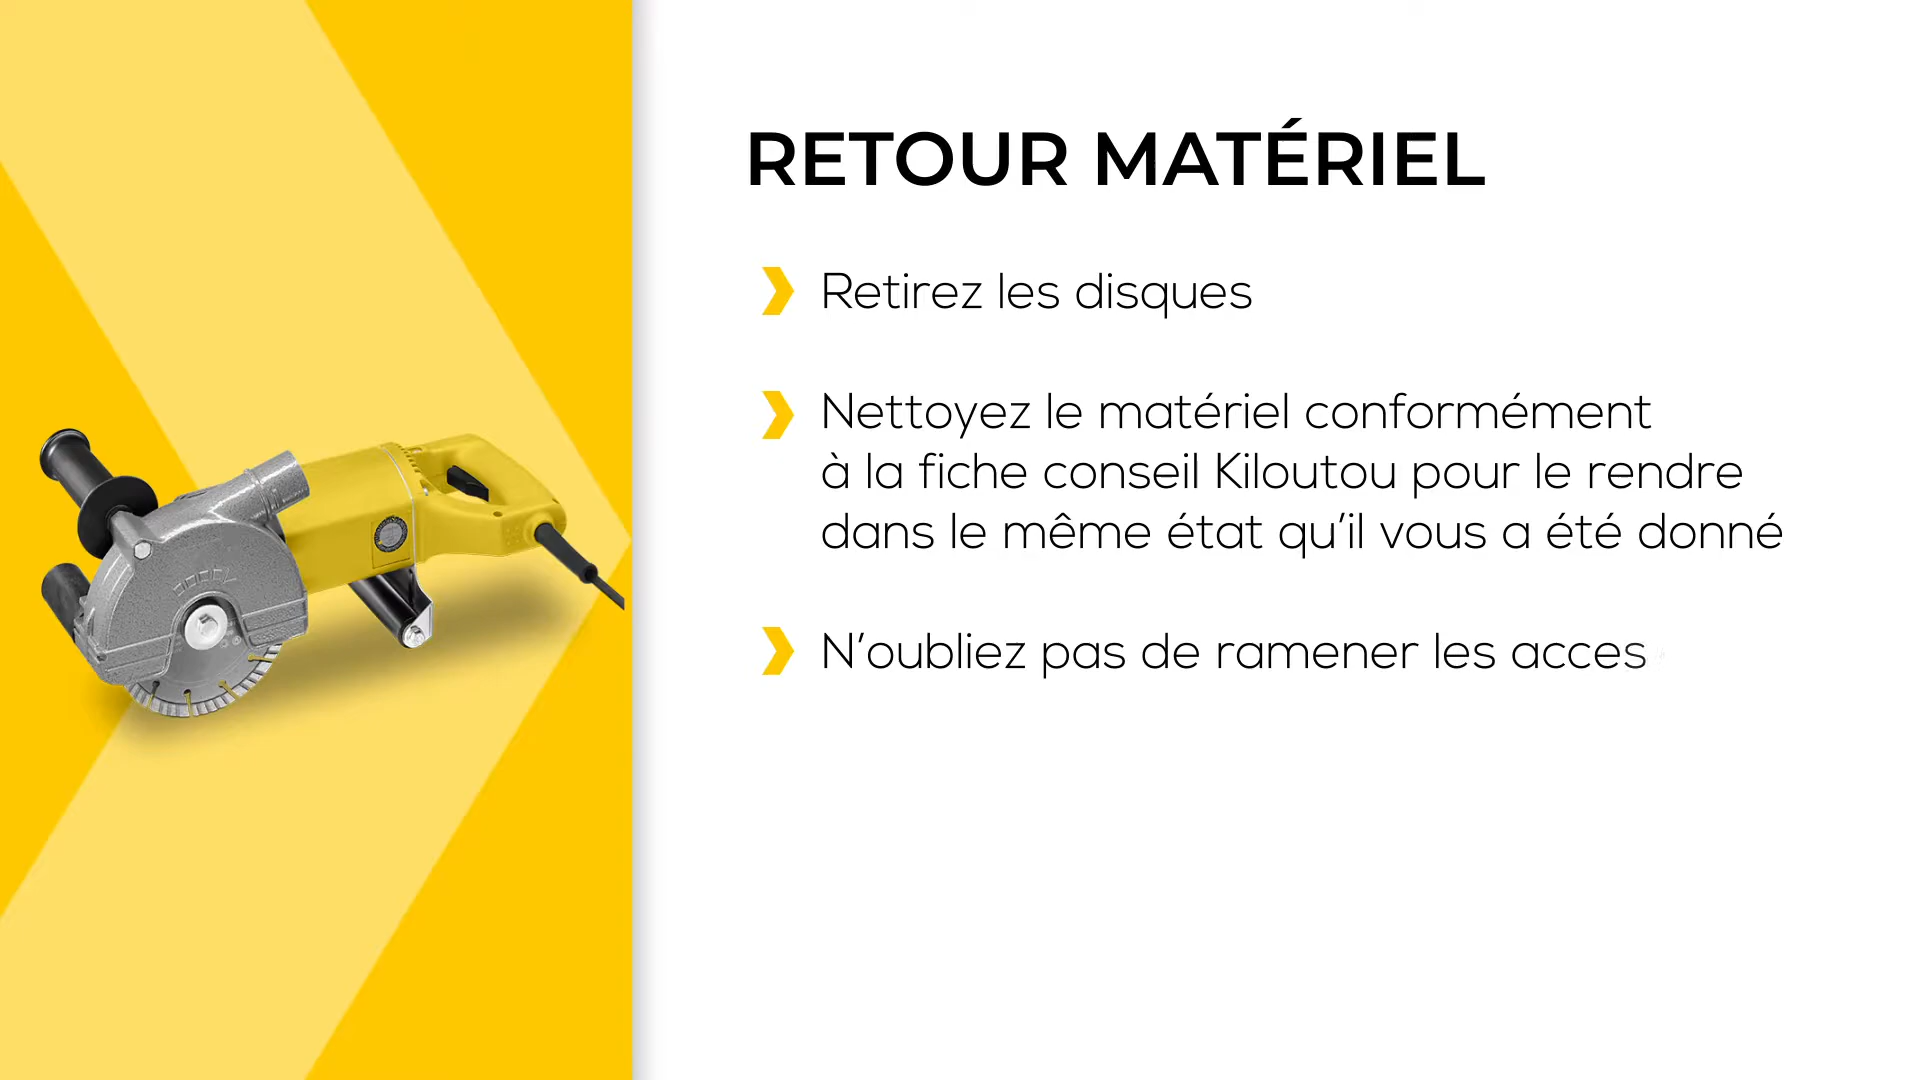 RETOUR MATÉRIEL
Retirez les disques
Nettoyez le matériel conformément
à la fiche conseil Kiloutou pour le rendre
dans le même état qu’il vous a été donné
N’oubliez pas de ramener les acces